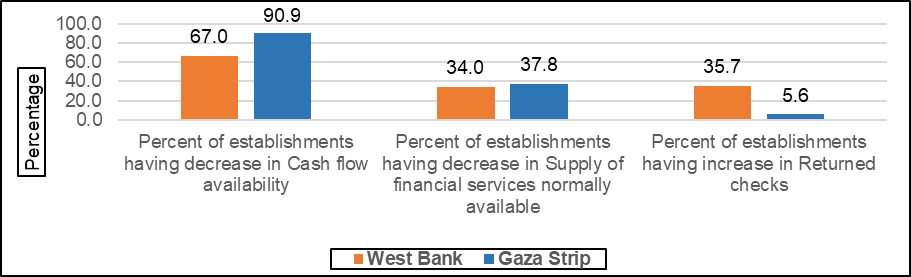 Percentage
100.0
80.0
60.0
40.0
20.0
0.0
67.0
90.9
34.0
37.8
35.7
5.6
Percent of establishments
having decrease in Cash flow
availability
Percent of establishments
having decrease in Supply of
financial services normally
available
Percent of establishments
having increase in Returned
checks
West Bank Gaza Strip